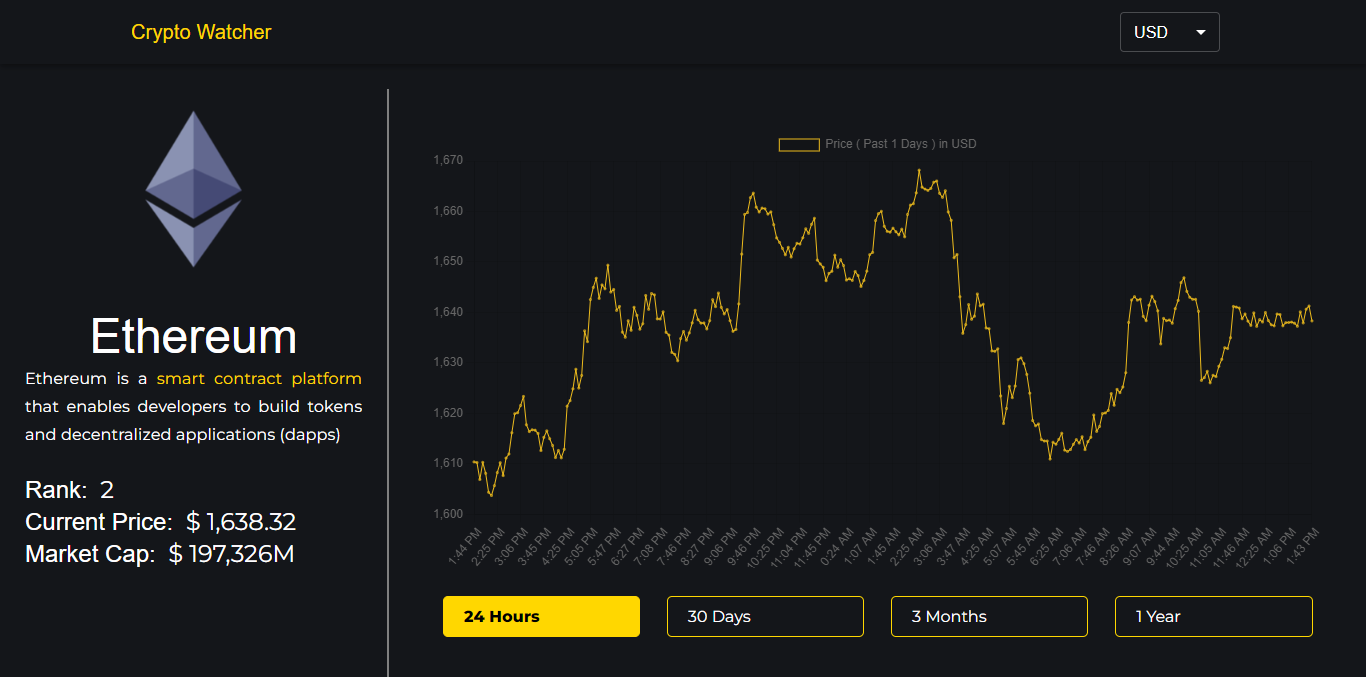 Crypto Watcher
USD
Ethereum
Ethereum is a smart contract platform
that enables developers to build tokens
and decentralized applications (dapps)
Rank: 2
Current Price: $ 1,638.32
Market Cap: $ 197,326M
Price ( Past 1 Days ) in USD
1,670
1,660
1,650
1,640
1,630
1,620
1,610
1,600
1:44 PM
2:25 PM
3:06 PM
3:45 PM
4:25 PM
5:05 PM
5:47 PM
6:27 PM
7:08 PM
7:46 PM
8:27 PM
9:06 PM
9:46 PM
10:25 PM
11:04 PM
11:45 PM
0:24 AM
1:07 AM
1:45 AM
2:25 AM
3:06 AM
3:47 AM
4:25 AM
5:07 AM
5:45 AM
6:25 AM
7:06 AM
7:46 AM
8:26 AM
9:07 AM
9:44 AM
10:25 AM
11:05 AM
11:46 AM
12:25 AM
1:06 PM
1:43 PM
24 Hours
30 Days
3 Months
1 Year